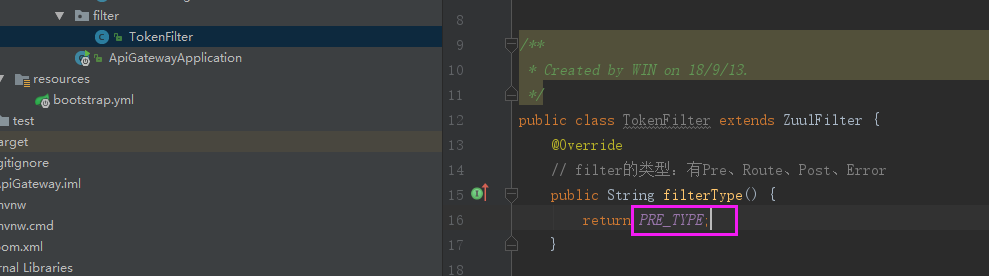 filter
TokenFilter
ApiGatewayApplication
resources
bootstrap.yml
test
arget
gitignore
piGateway.iml
nvnw
nvnw.cmd
om.xml
rnal Libraries
8
9 /**
10 * Created by WIN on 18/9/13.
11 */
12 public class TokenFilter extends ZuulFilter {
13 @Override
14 // filter的类型：有Pre、Route、Post、Error
15 public String filterType() {
16 return PRE_TYPE;
17 }
18